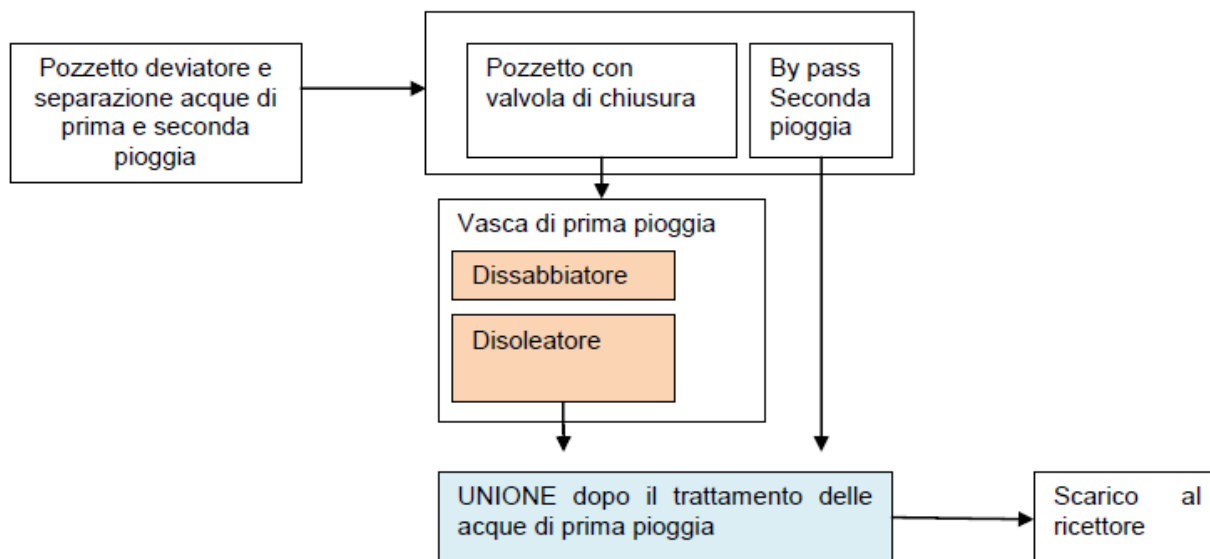 Pozzetto deviatore e
separazione acque di
prima e seconda
pioggia
Pozzetto con
valvola di chiusura
By pass
Seconda
pioggia
Vasca di prima pioggia
Dissabbiatore
Disoleatore
UNIONE dopo il trattamento delle
acque di prima pioggia
Scarico al
ricettore